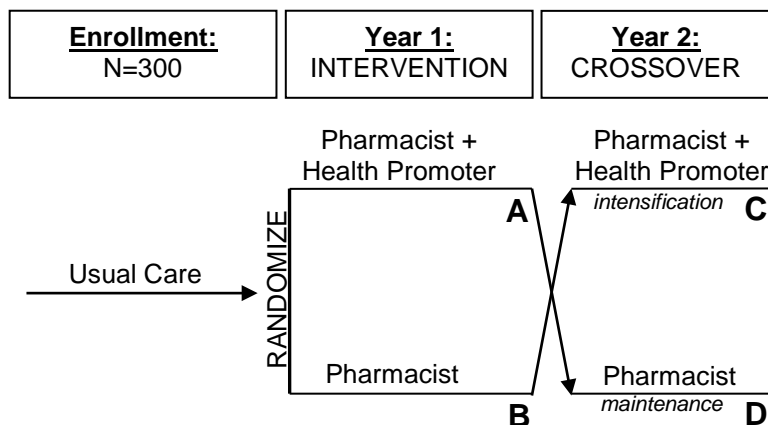 Enrollment:
N=300
Year 1:
INTERVENTION
Year 2:
CROSSOVER
Pharmacist +
Health Promoter
A
Pharmacist +
Health Promoter
intensification
C
Usual Care
RANDOMIZE
Pharmacist
B
Pharmacist
maintenance
D